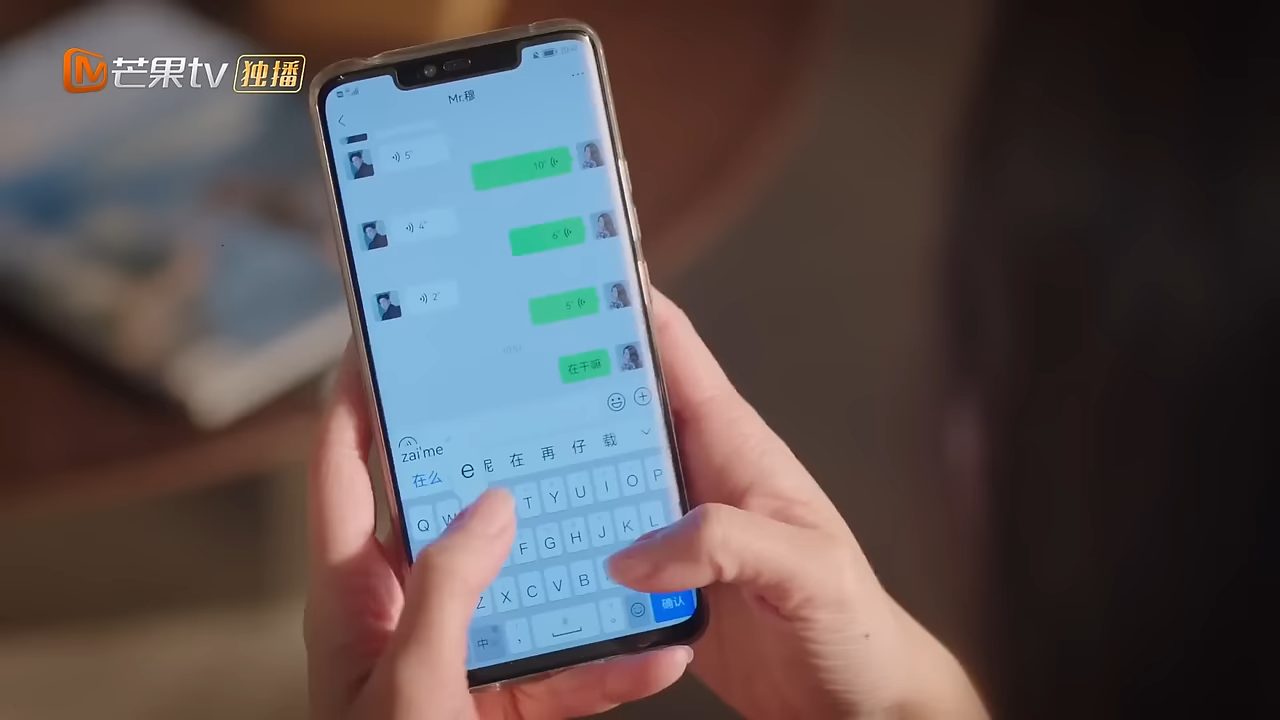 芒果tv 独播
Mr.穆
5"
10"
4"
6"
2"
5"
在干嘛
zai'me
在么 e 尼 在 再 仔 载
Q W T Y U I O P
F G H J K L
Z X C V B
中 , 。 确认